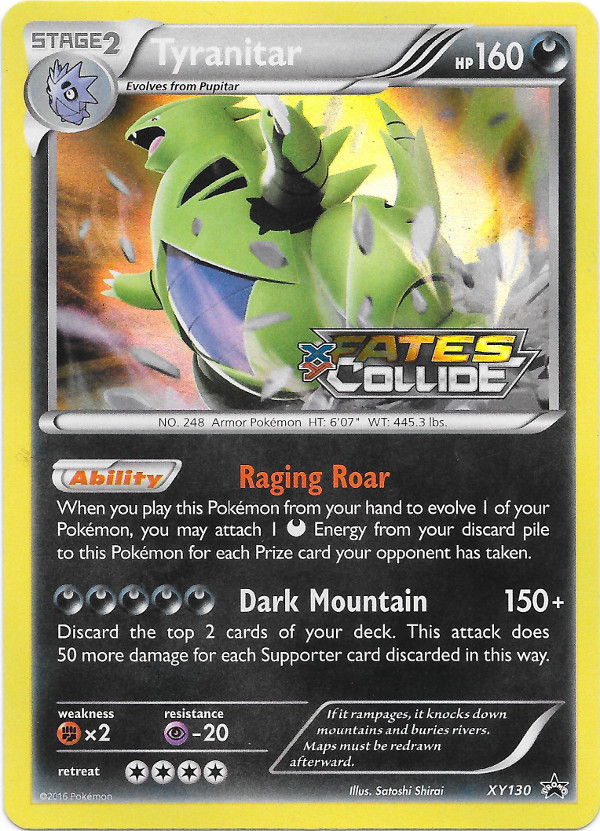 STAGE2
Tyranitar
HP160
Evolves from Pupitar
XY
FATES
COLLIDE
NO. 248 Armor Pokémon HT: 6'07" WT: 445.3 lbs.
Ability Raging Roar
When you play this Pokémon from your hand to evolve 1 of your
Pokémon, you may attach 1 Energy from your discard pile
to this Pokémon for each Prize card your opponent has taken.
Dark Mountain 150+
Discard the top 2 cards of your deck. This attack does
50 more damage for each Supporter card discarded in this way.
weakness
×2
resistance
-20
retreat
If it rampages, it knocks down
mountains and buries rivers.
Maps must be redrawn
afterward.
©2016 Pokémon
Illus. Satoshi Shirai
XY130
PROMO